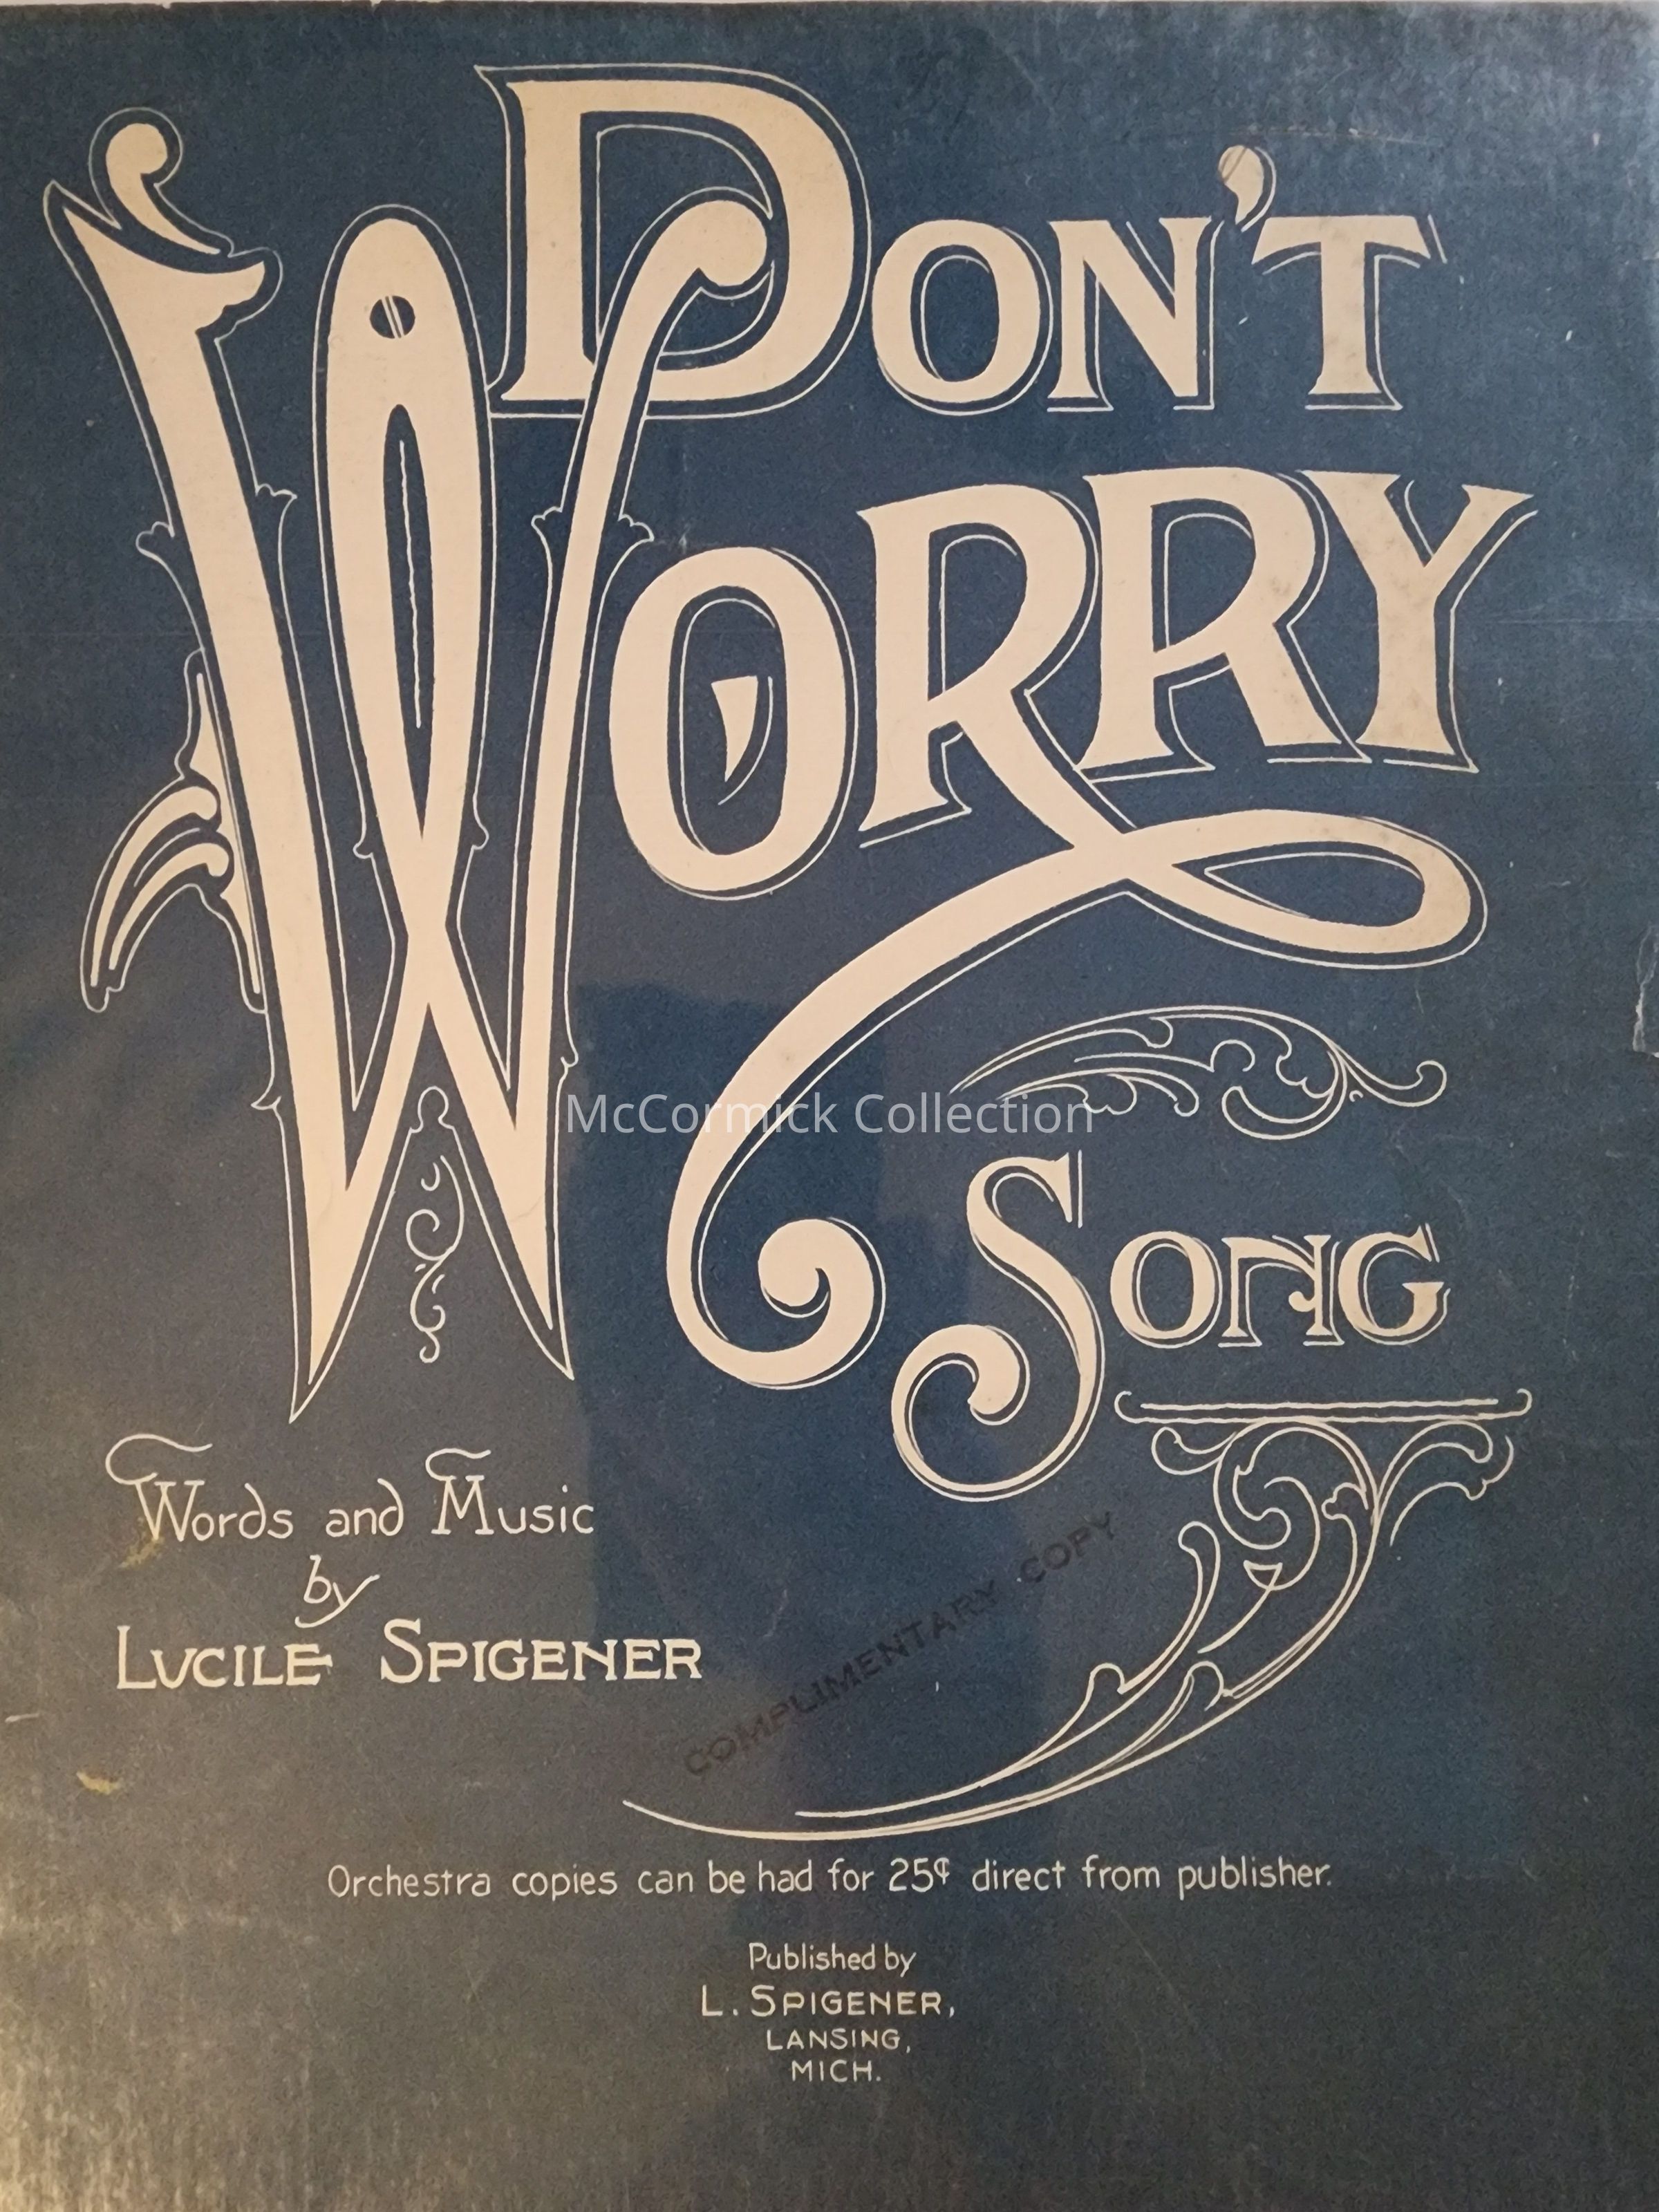 DON'T
WORRY
McCormick Collection
SONG
Words and Music
by
LUCILE SPIGENER
COMPLIMENTARY COPY
Orchestra copies can be had for 25¢ direct from publisher.
Published by
L. SPIGENER,
LANSING,
MICH.